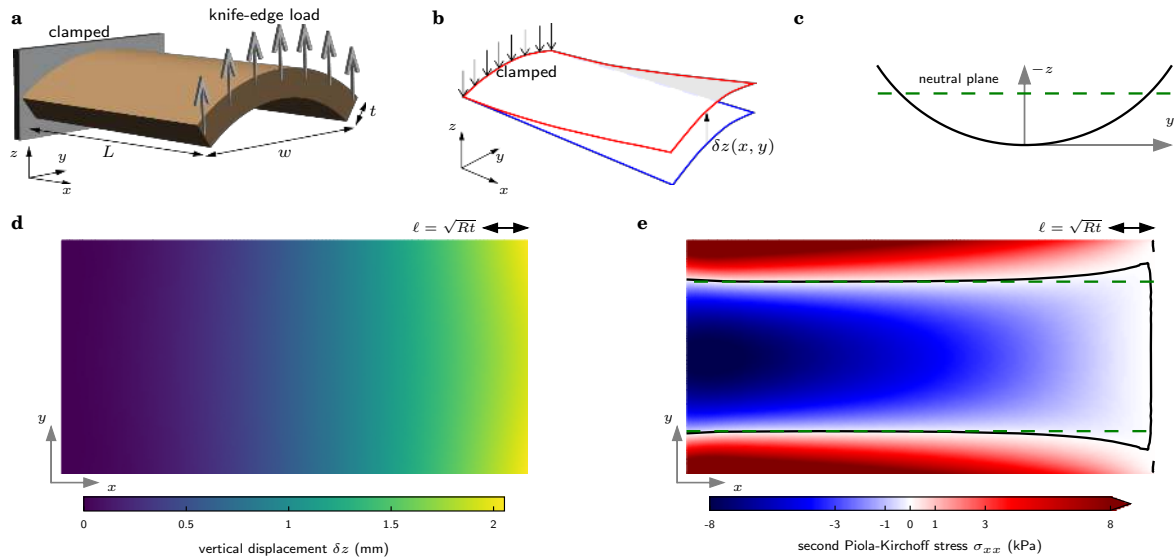 a
knife-edge load
clamped
t
L
w
z
y
x
b
clamped
δz(x, y)
z
y
x
c
−z
neutral plane
y
d
ℓ = √Rt
y
x
0
0.5
1
1.5
2
vertical displacement δz (mm)
e
ℓ = √Rt
y
x
-8
-3
-1
0
1
3
8
second Piola-Kirchoff stress σxx (kPa)